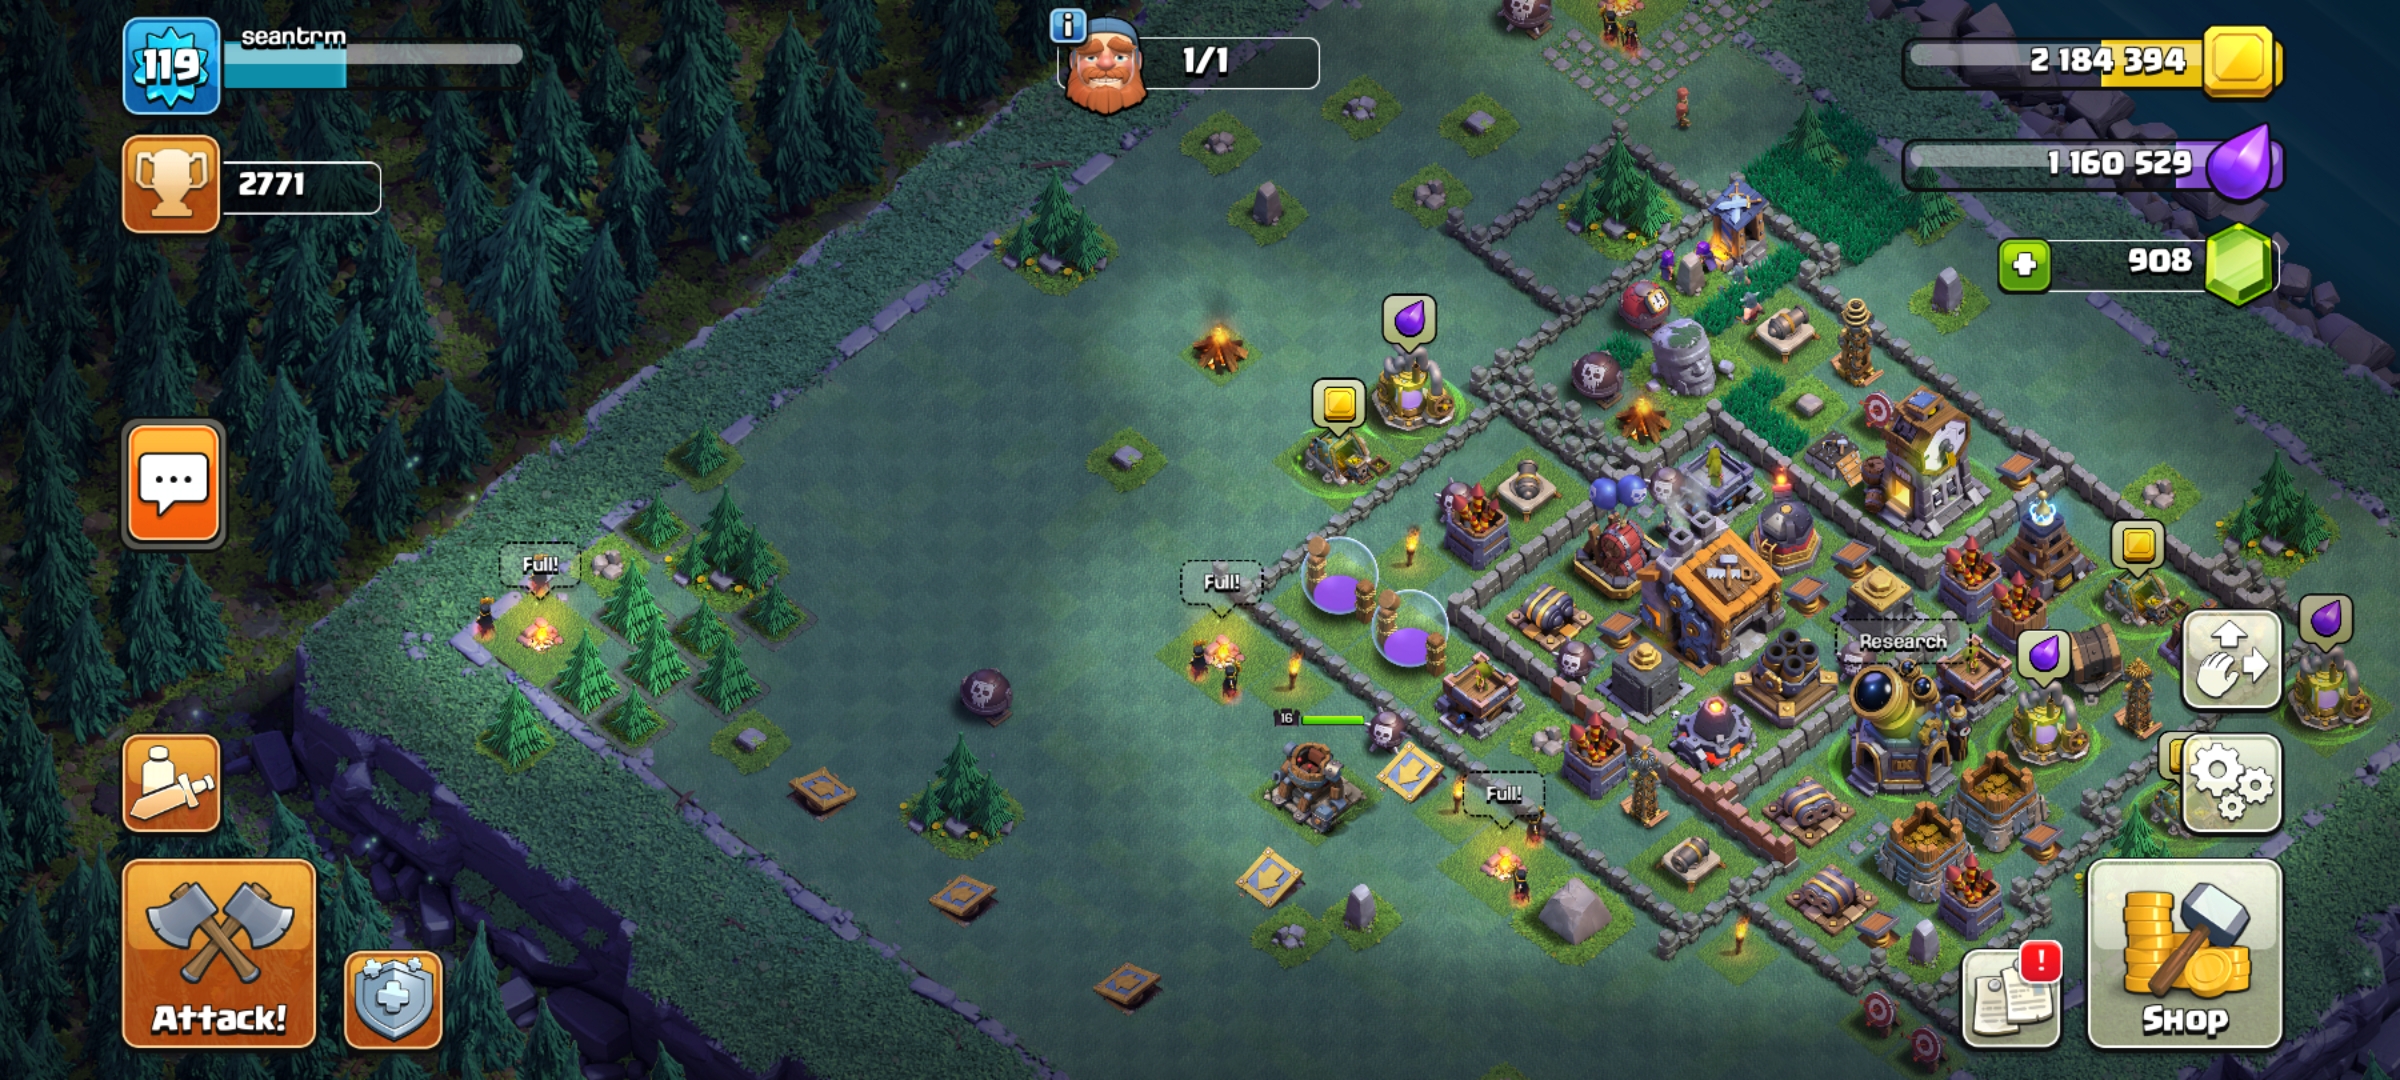 119
seantrm
i
1/1
2 184 394
1 160 529
2771
908
Full!
Full!
Research
16
Full!
Attack!
!
Shop